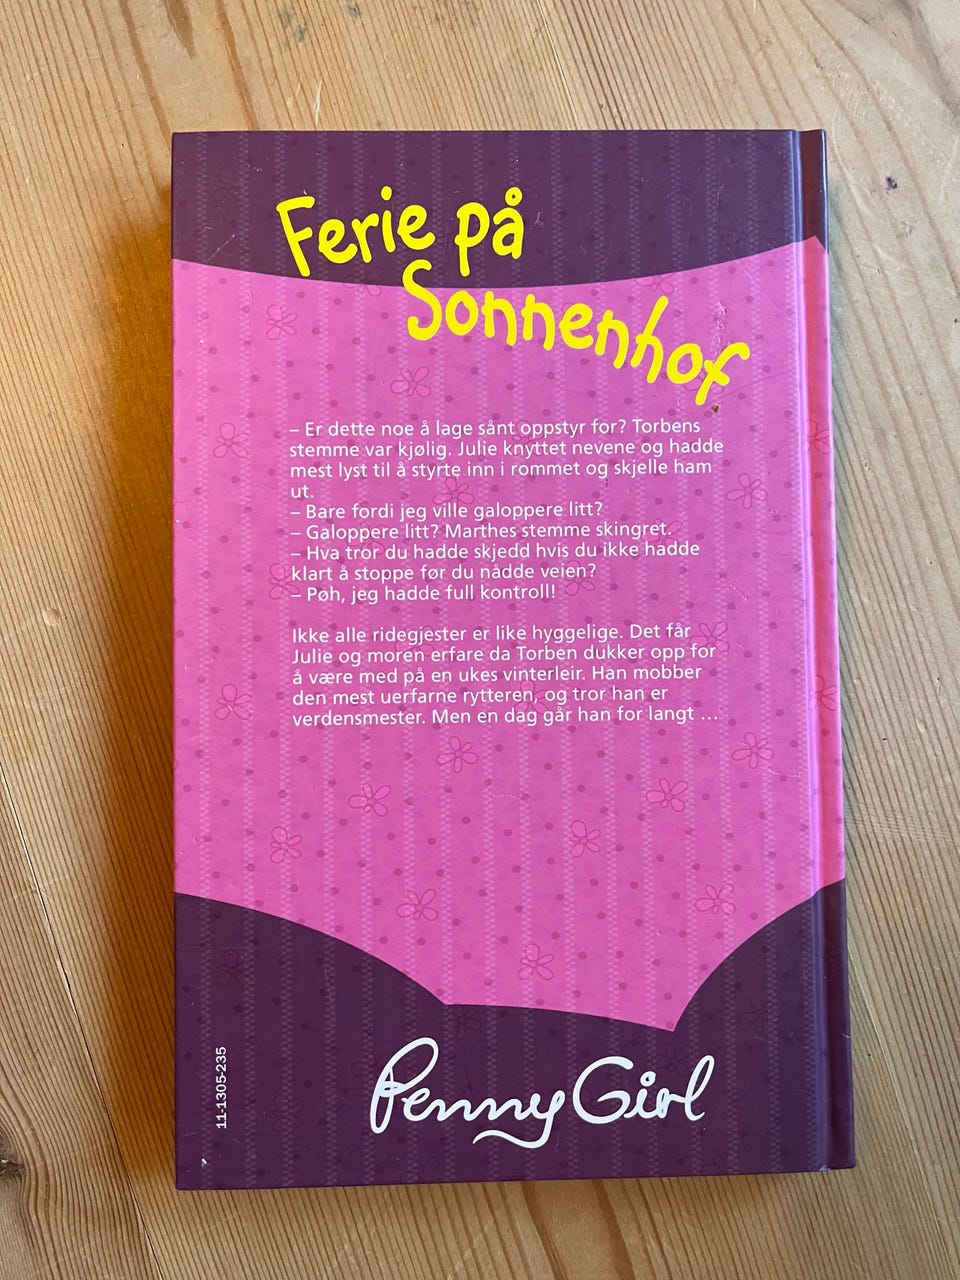 Ferie på
Sonnenhof
– Er dette noe å lage sånt oppstyr for? Torbens
stemme var kjølig. Julie knyttet nevene og hadde
mest lyst til å styrte inn i rommet og skjelle ham
ut.
– Bare fordi jeg ville galoppere litt?
– Galoppere litt? Marthes stemme skingret.
– Hva tror du hadde skjedd hvis du ikke hadde
klart å stoppe før du nådde veien?
– Pøh, jeg hadde full kontroll!
Ikke alle ridegjester er like hyggelige. Det får
Julie og moren erfare da Torben dukker opp for
å være med på en ukes vinterleir. Han mobber
den mest uerfarne rytteren, og tror han er
verdensmester. Men en dag går han for langt ...
11-1305-235
Penny Girl